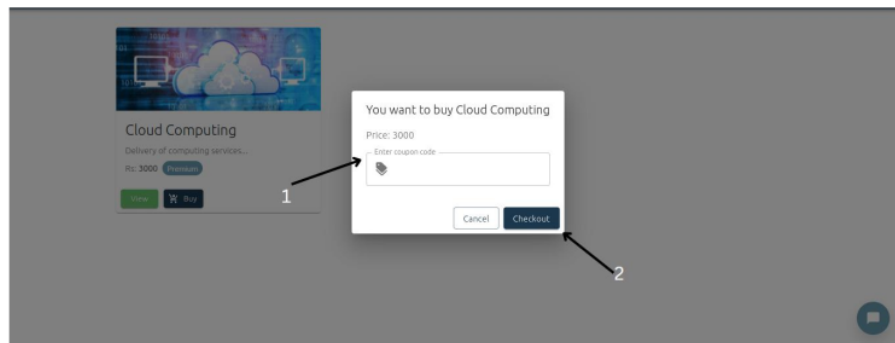 Cloud Computing
Delivery of computing services...
Rs: 3000 Premium
View Buy
You want to buy Cloud Computing
Price: 3000
Enter coupon code
Cancel Checkout
1
2